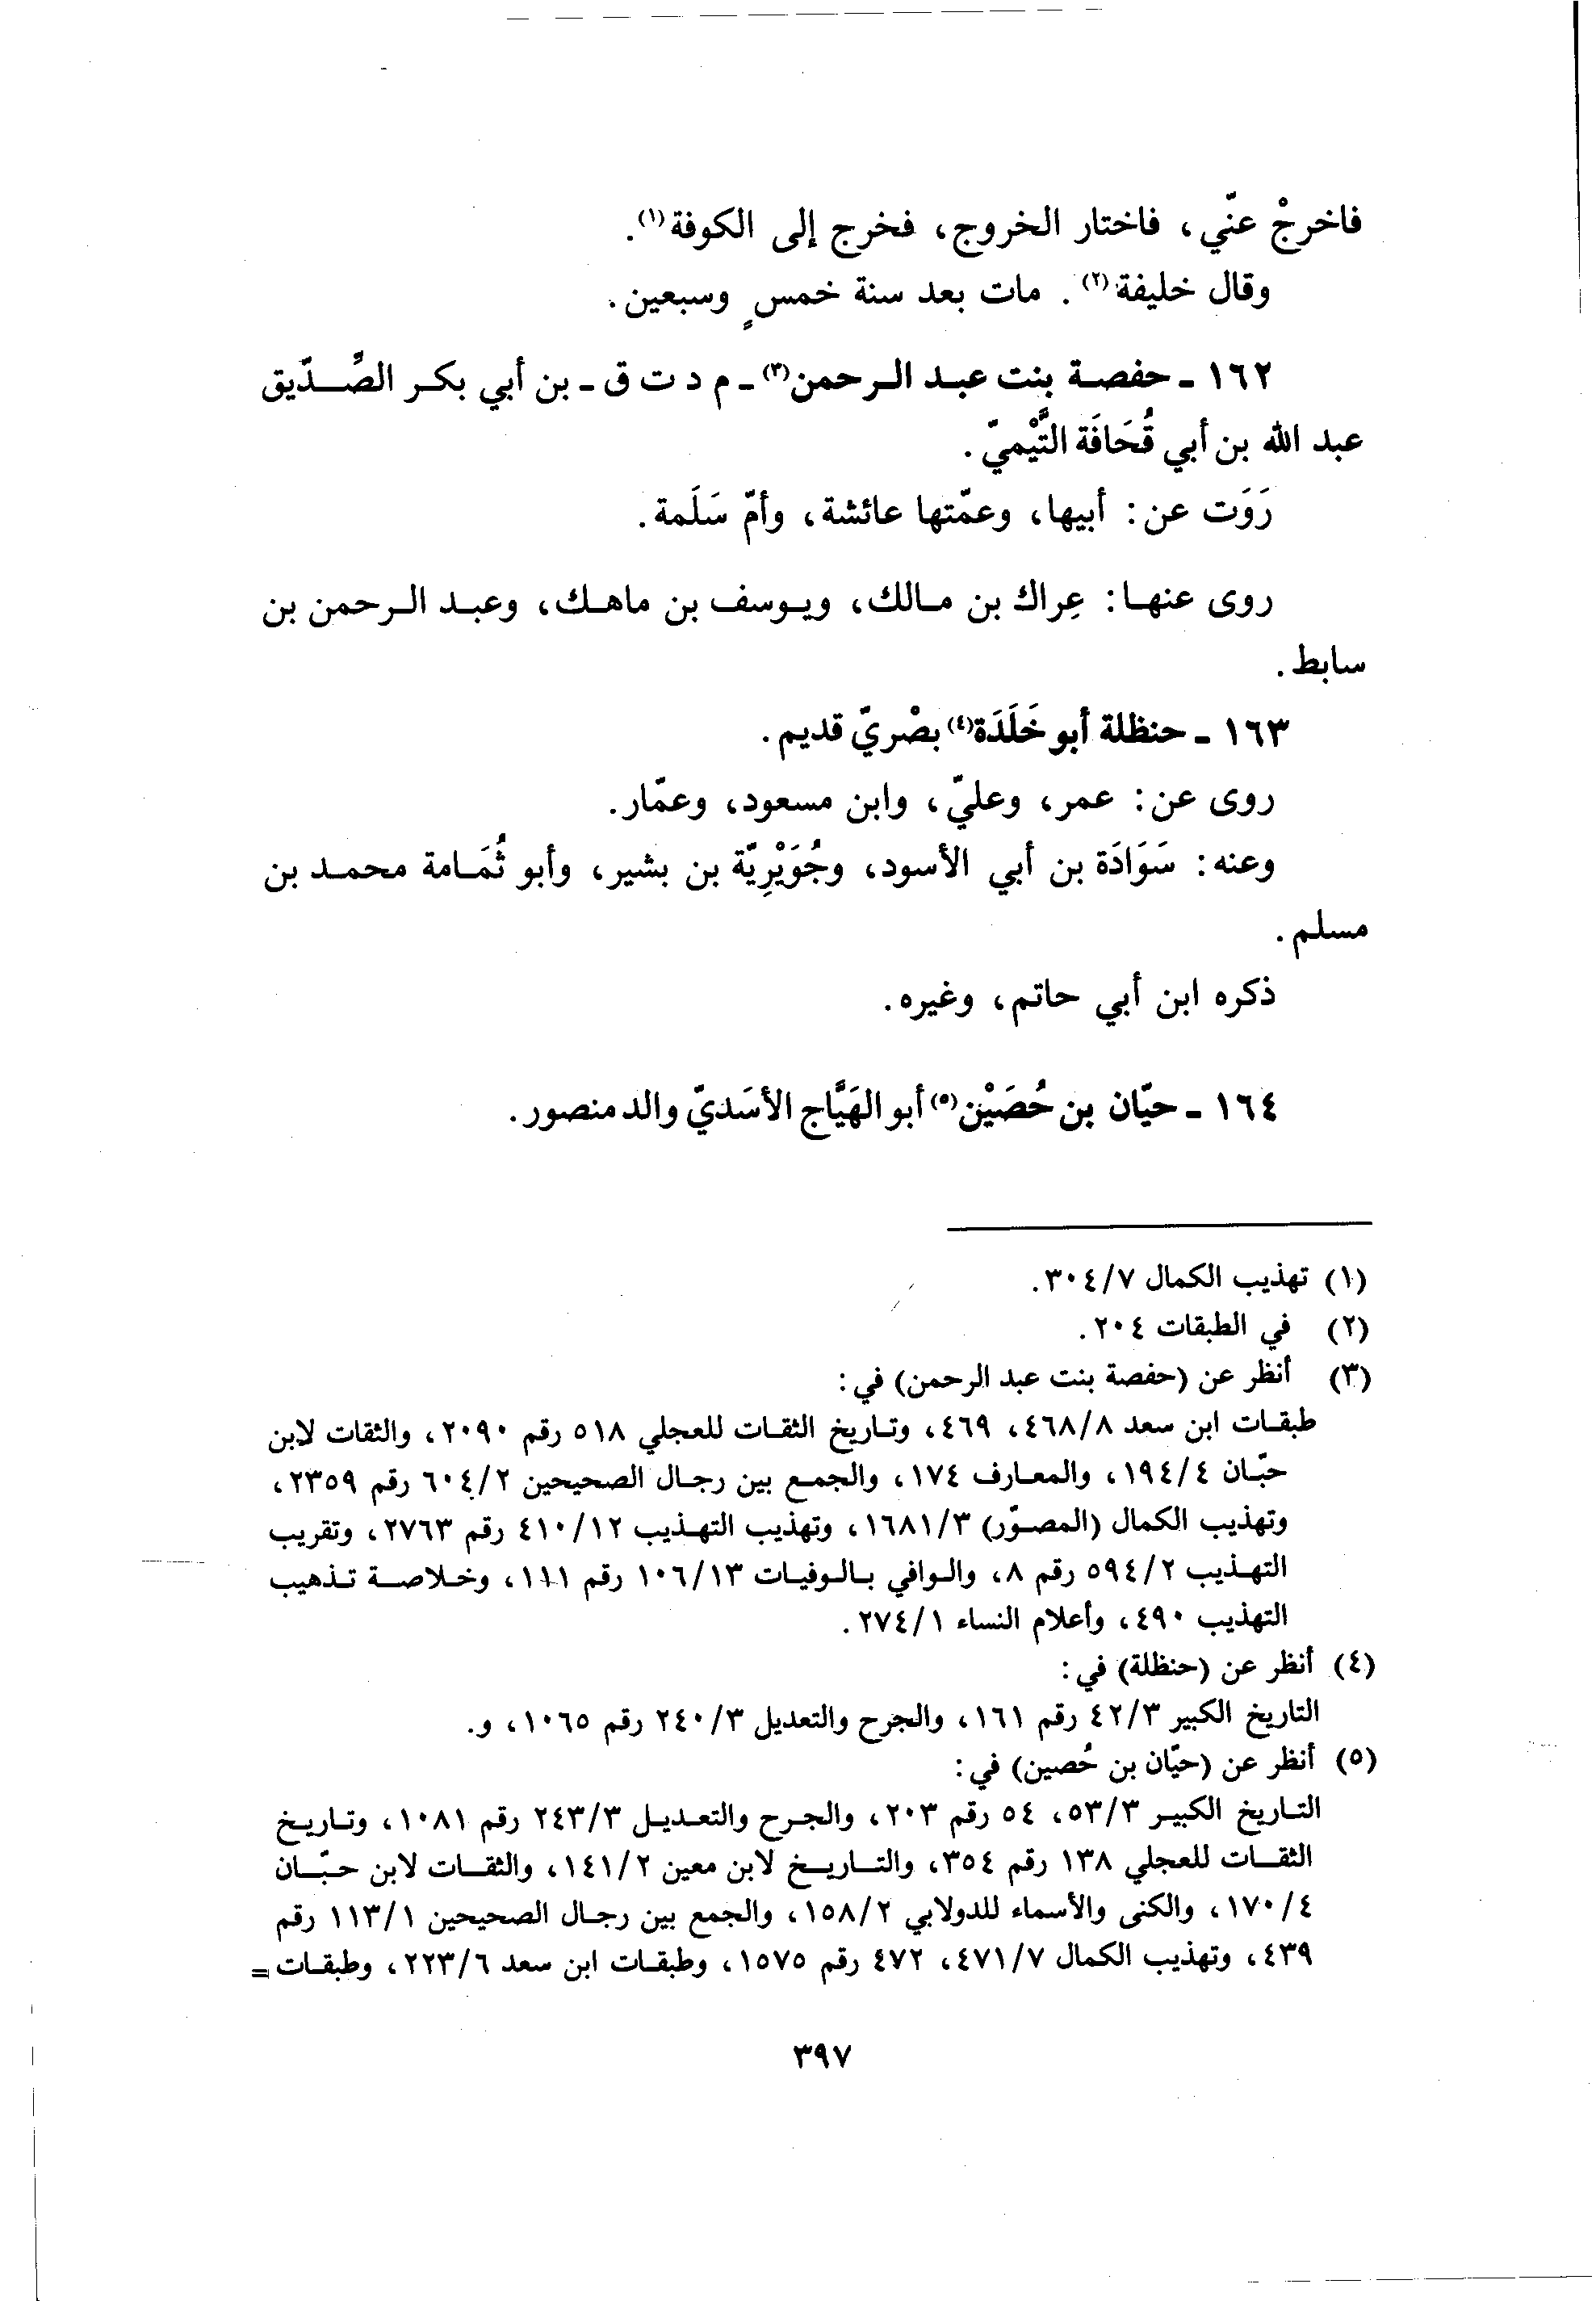 فاخرجْ عنّي، فاختار الخروج، فخرج إلى الكوفة(١).
وقال خليفة(٢). مات بعد سنة خمسٍ وسبعين.
١٦٢ - حفصة بنت عبد الرحمن(٣) - م د ت ق - بن أبي بكر الصِّدّيق
عبد الله بن أبي قُحَافَة التَّيْميّ.
رَوَت عن: أبيها، وعمّتها عائشة، وأمّ سَلَمة.
روى عنها: عِراك بن مالك، ويوسف بن ماهك، وعبد الرحمن بن
سابط.
١٦٣ - حنظلة أبو خَلَدَة(٤) بصْريّ قديم.
روى عن: عمر، وعليّ، وابن مسعود، وعمّار.
وعنه: سَوَادَة بن أبي الأسود، وجُوَيْرِيّة بن بشير، وأبو ثُمَامة محمد بن
مسلم.
ذكره ابن أبي حاتم، وغيره.
١٦٤ - حيّان بن حُصَيْن(٥) أبو الهَيَّاج الأسَديّ والد منصور.
(١) تهذيب الكمال ٣٠٤/٧.
(٢) في الطبقات ٢٠٤.
(٣) أنظر عن (حفصة بنت عبد الرحمن) في:
طبقات ابن سعد ٤٦٨/٨، ٤٦٩، وتاريخ الثقات للعجلي ٥١٨ رقم ٢٠٩٠، والثقات لابن
حبّان ١٩٤/٤، والمعارف ١٧٤، والجمع بين رجال الصحيحين ٦٠٤/٢ رقم ٢٣٥٩،
وتهذيب الكمال (المصوّر) ١٦٨١/٣، وتهذيب التهذيب ٤١٠/١٢ رقم ٢٧٦٣، وتقريب
التهذيب ٥٩٤/٢ رقم ٨، والوافي بالوفيات ١٠٦/١٣ رقم ١١١، وخلاصة تذهيب
التهذيب ٤٩٠، وأعلام النساء ٢٧٤/١.
(٤) أنظر عن (حنظلة) في:
التاريخ الكبير ٤٢/٣ رقم ١٦١، والجرح والتعديل ٢٤٠/٣ رقم ١٠٦٥، و.
(٥) أنظر عن (حيّان بن حُصين) في:
التاريخ الكبير ٥٣/٣، ٥٤ رقم ٢٠٣، والجرح والتعديل ٢٤٣/٣ رقم ١٠٨١، وتاريخ
الثقات للعجلي ١٣٨ رقم ٣٥٤، والتاريخ لابن معين ١٤١/٢، والثقات لابن حبّان
١٧٠/٤، والكنى والأسماء للدولابي ١٥٨/٢، والجمع بين رجال الصحيحين ١١٣/١ رقم
٤٣٩، وتهذيب الكمال ٤٧١/٧، ٤٧٢ رقم ١٥٧٥، وطبقات ابن سعد ٢٢٣/٦، وطبقات =
٣٩٧